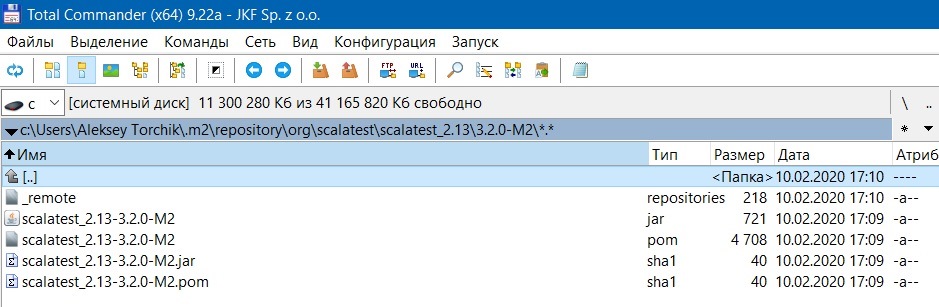 Total Commander (x64) 9.22a - JKF Sp. z o.o.
Файлы Выделение Команды Сеть Вид Конфигурация Запуск
FTP URL
c [системный диск] 11 300 280 Кб из 41 165 820 Кб свободно \ ..
c:\Users\Aleksey Torchik\.m2\repository\org\scalatest\scalatest_2.13\3.2.0-M2\*.* *
Имя Тип Размер Дата Атриб
[..] <Папка> 10.02.2020 17:10 ----
_remote repositories 218 10.02.2020 17:10 -a--
scalatest_2.13-3.2.0-M2 jar 721 10.02.2020 17:09 -a--
scalatest_2.13-3.2.0-M2 pom 4 708 10.02.2020 17:09 -a--
scalatest_2.13-3.2.0-M2.jar sha1 40 10.02.2020 17:09 -a--
scalatest_2.13-3.2.0-M2.pom sha1 40 10.02.2020 17:09 -a--